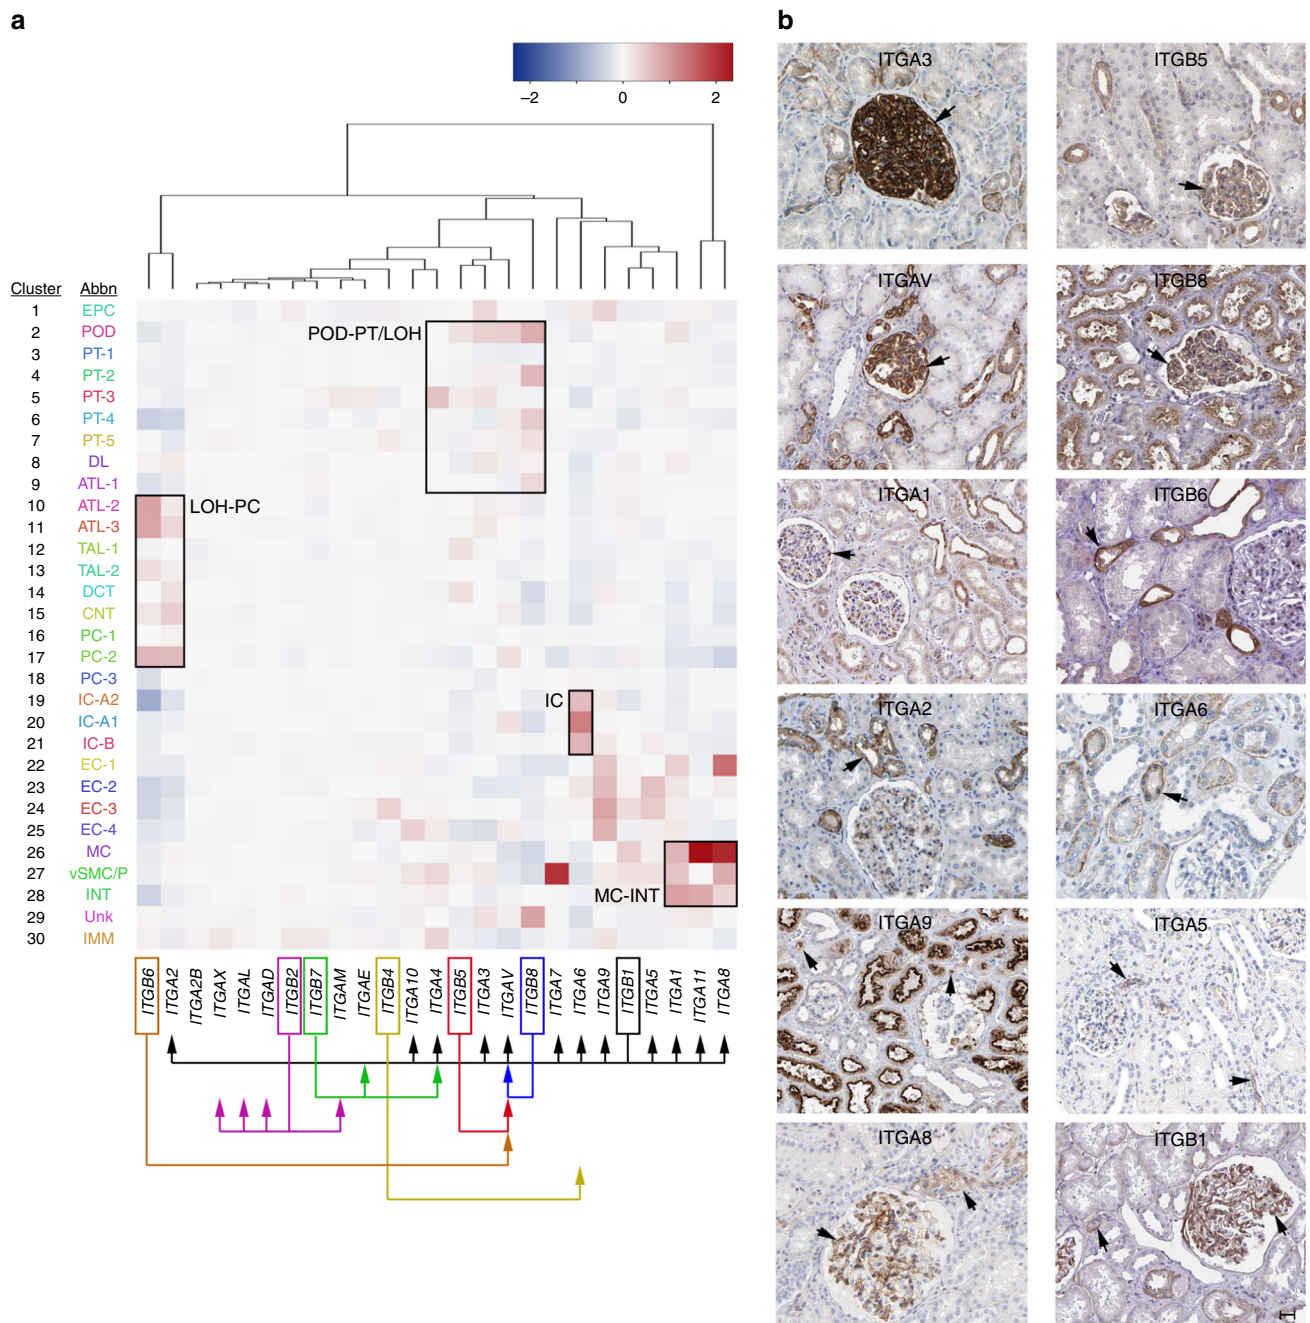 a
−2 0 2
Cluster Abbn
1 EPC
2 POD
3 PT-1
4 PT-2
5 PT-3
6 PT-4
7 PT-5
8 DL
9 ATL-1
10 ATL-2
11 ATL-3
12 TAL-1
13 TAL-2
14 DCT
15 CNT
16 PC-1
17 PC-2
18 PC-3
19 IC-A2
20 IC-A1
21 IC-B
22 EC-1
23 EC-2
24 EC-3
25 EC-4
26 MC
27 vSMC/P
28 INT
29 Unk
30 IMM
POD-PT/LOH
LOH-PC
IC
MC-INT
ITGB6
ITGA2
ITGA2B
ITGAX
ITGAL
ITGAD
ITGB2
ITGB7
ITGAM
ITGAE
ITGB4
ITGA10
ITGA4
ITGB5
ITGA3
ITGAV
ITGB8
ITGA7
ITGA6
ITGA9
ITGB1
ITGA5
ITGA1
ITGA11
ITGA8
b
ITGA3
ITGB5
ITGAV
ITGB8
ITGA1
ITGB6
ITGA2
ITGA6
ITGA9
ITGA5
ITGA8
ITGB1